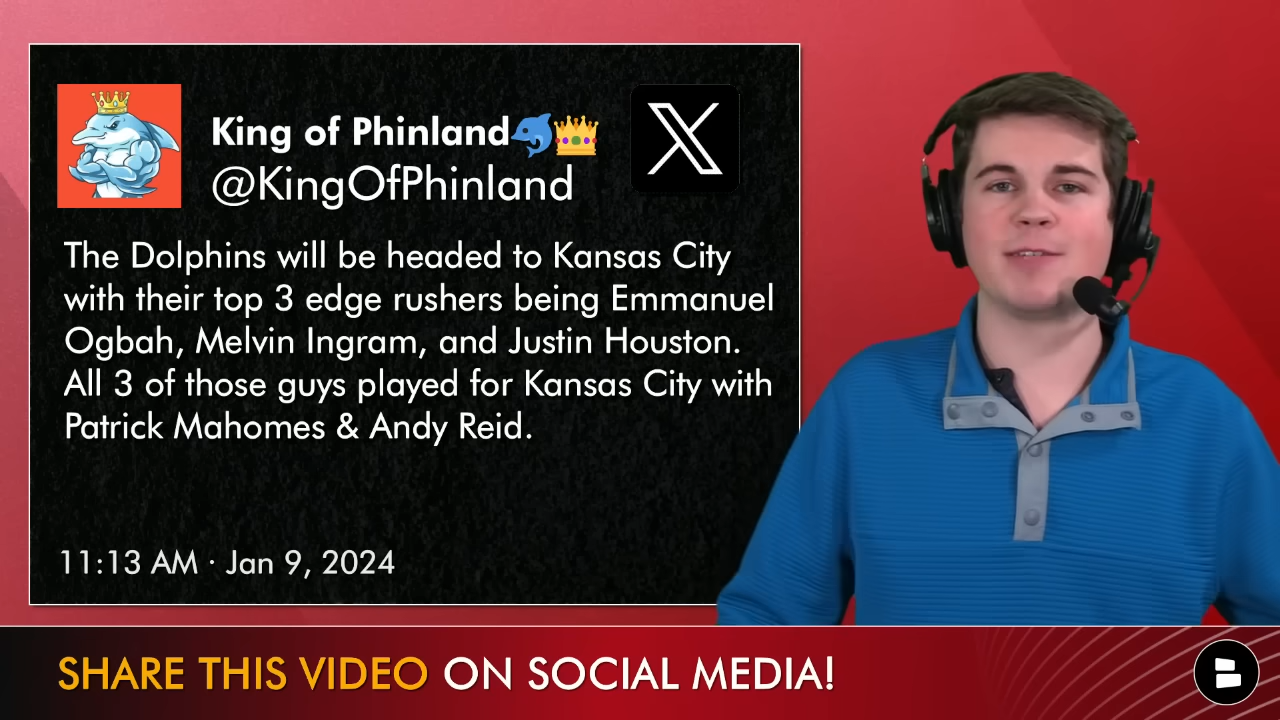 King of Phinland🐬👑
@KingOfPhinland
The Dolphins will be headed to Kansas City
with their top 3 edge rushers being Emmanuel
Ogbah, Melvin Ingram, and Justin Houston.
All 3 of those guys played for Kansas City with
Patrick Mahomes & Andy Reid.
11:13 AM · Jan 9, 2024
SHARE THIS VIDEO ON SOCIAL MEDIA!